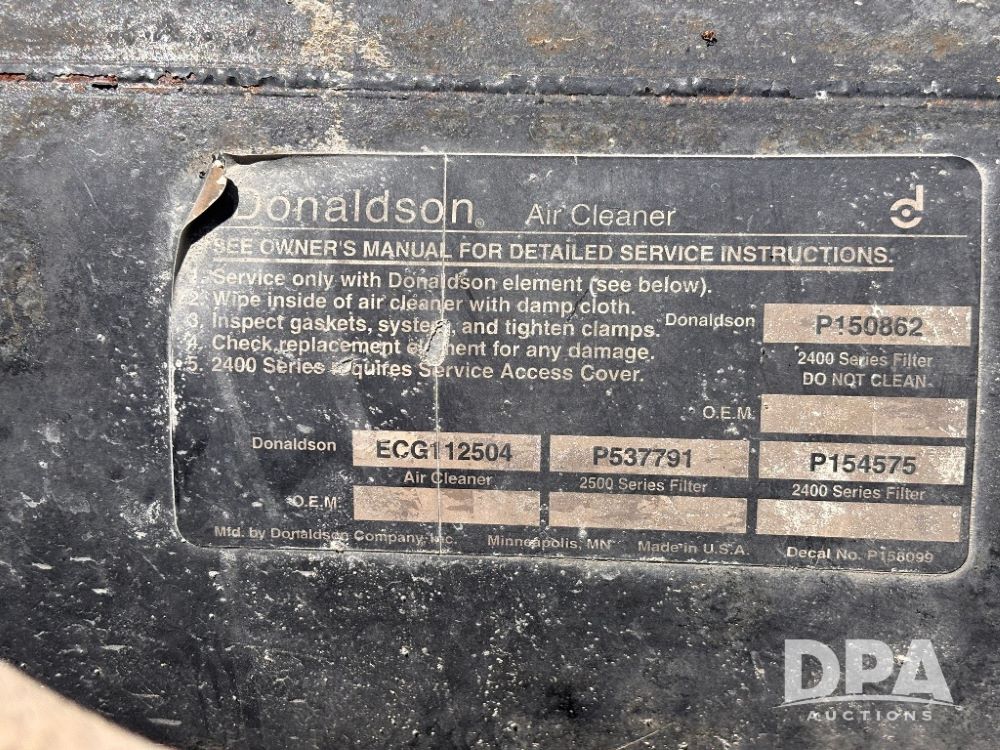 Donaldson® Air Cleaner
SEE OWNER'S MANUAL FOR DETAILED SERVICE INSTRUCTIONS.
1. Service only with Donaldson element (see below).
2. Wipe inside of air cleaner with damp cloth.
3. Inspect gaskets, system, and tighten clamps.
4. Check replacement element for any damage.
5. 2400 Series requires Service Access Cover.
Donaldson P150862
2400 Series Filter
DO NOT CLEAN
O.E.M.
Donaldson ECG112504 P537791 P154575
Air Cleaner 2500 Series Filter 2400 Series Filter
O.E.M.
Mfd. by Donaldson Company, Inc. Minneapolis, MN Made in U.S.A. Decal No. P158099
DPA
AUCTIONS